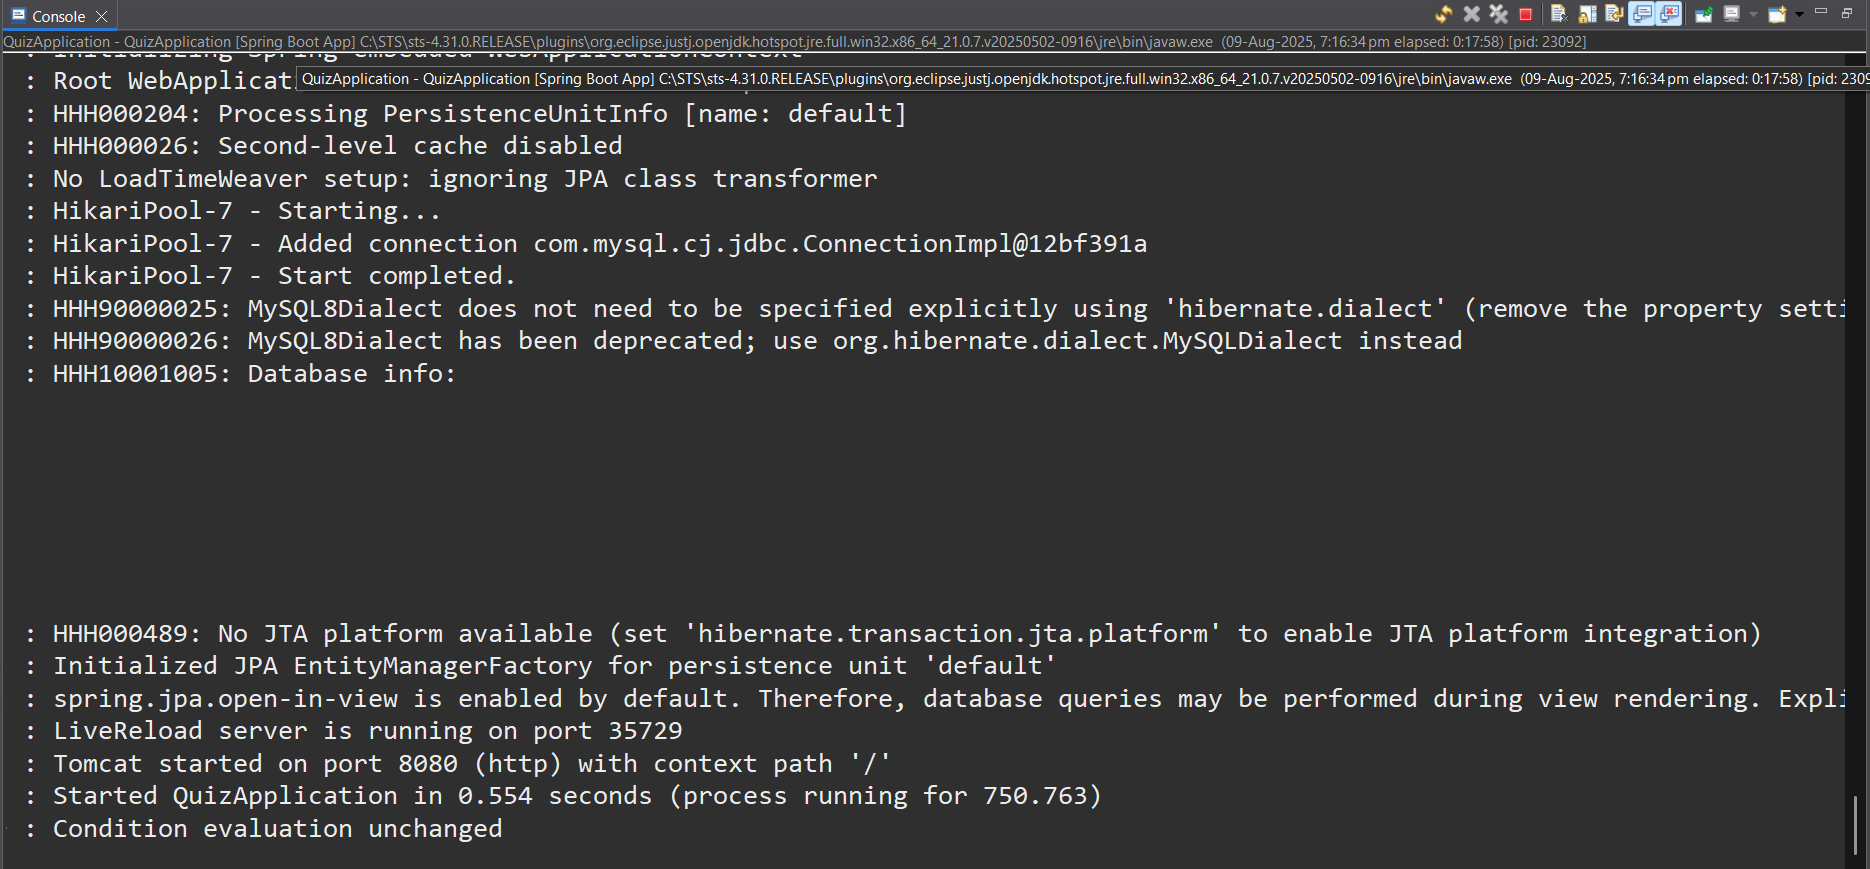 Console
QuizApplication - QuizApplication [Spring Boot App] C:\STS\sts-4.31.0.RELEASE\plugins\org.eclipse.justj.openjdk.hotspot.jre.full.win32.x86_64_21.0.7.v20250502-0916\jre\bin\javaw.exe (09-Aug-2025, 7:16:34 pm elapsed: 0:17:58) [pid: 23092]
: Initializing Spring embedded WebApplicationContext
: Root WebApplicat
QuizApplication - QuizApplication [Spring Boot App] C:\STS\sts-4.31.0.RELEASE\plugins\org.eclipse.justj.openjdk.hotspot.jre.full.win32.x86_64_21.0.7.v20250502-0916\jre\bin\javaw.exe (09-Aug-2025, 7:16:34 pm elapsed: 0:17:58) [pid: 2309
: HHH000204: Processing PersistenceUnitInfo [name: default]
: HHH000026: Second-level cache disabled
: No LoadTimeWeaver setup: ignoring JPA class transformer
: HikariPool-7 - Starting...
: HikariPool-7 - Added connection com.mysql.cj.jdbc.ConnectionImpl@12bf391a
: HikariPool-7 - Start completed.
: HHH90000025: MySQL8Dialect does not need to be specified explicitly using 'hibernate.dialect' (remove the property setti
: HHH90000026: MySQL8Dialect has been deprecated; use org.hibernate.dialect.MySQLDialect instead
: HHH10001005: Database info:
: HHH000489: No JTA platform available (set 'hibernate.transaction.jta.platform' to enable JTA platform integration)
: Initialized JPA EntityManagerFactory for persistence unit 'default'
: spring.jpa.open-in-view is enabled by default. Therefore, database queries may be performed during view rendering. Expli
: LiveReload server is running on port 35729
: Tomcat started on port 8080 (http) with context path '/'
: Started QuizApplication in 0.554 seconds (process running for 750.763)
: Condition evaluation unchanged